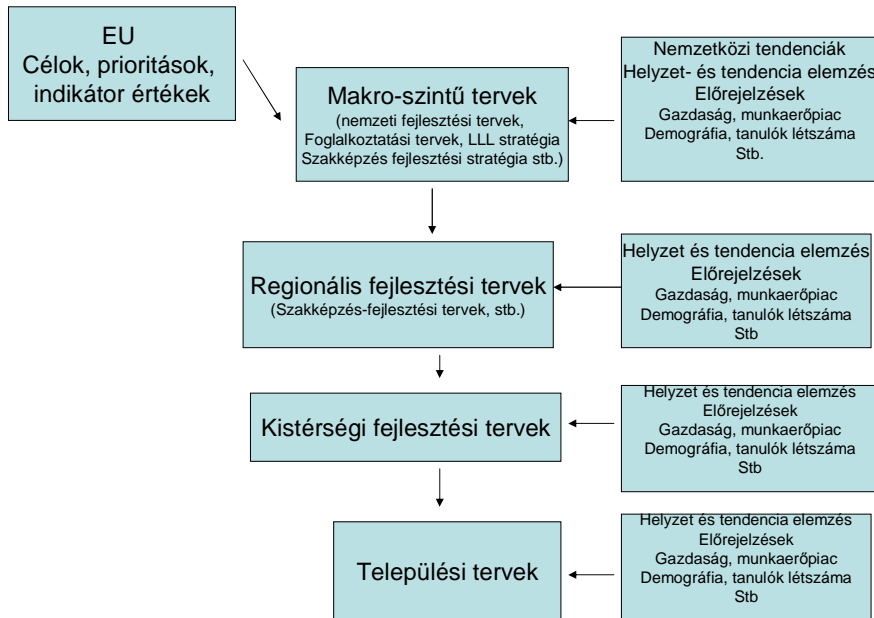 EU
Célok, prioritások,
indikátor értékek
Makro-szintű tervek
(nemzeti fejlesztési tervek,
Foglalkoztatási tervek, LLL stratégia
Szakképzés fejlesztési stratégia stb.)
Nemzetközi tendenciák
Helyzet- és tendencia elemzés
Előrejelzések
Gazdaság, munkaerőpiac
Demográfia, tanulók létszáma
Stb.
Regionális fejlesztési tervek
(Szakképzés-fejlesztési tervek, stb.)
Helyzet és tendencia elemzés
Előrejelzések
Gazdaság, munkaerőpiac
Demográfia, tanulók létszáma
Stb
Kistérségi fejlesztési tervek
Helyzet és tendencia elemzés
Előrejelzések
Gazdaság, munkaerőpiac
Demográfia, tanulók létszáma
Stb
Települési tervek
Helyzet és tendencia elemzés
Előrejelzések
Gazdaság, munkaerőpiac
Demográfia, tanulók létszáma
Stb